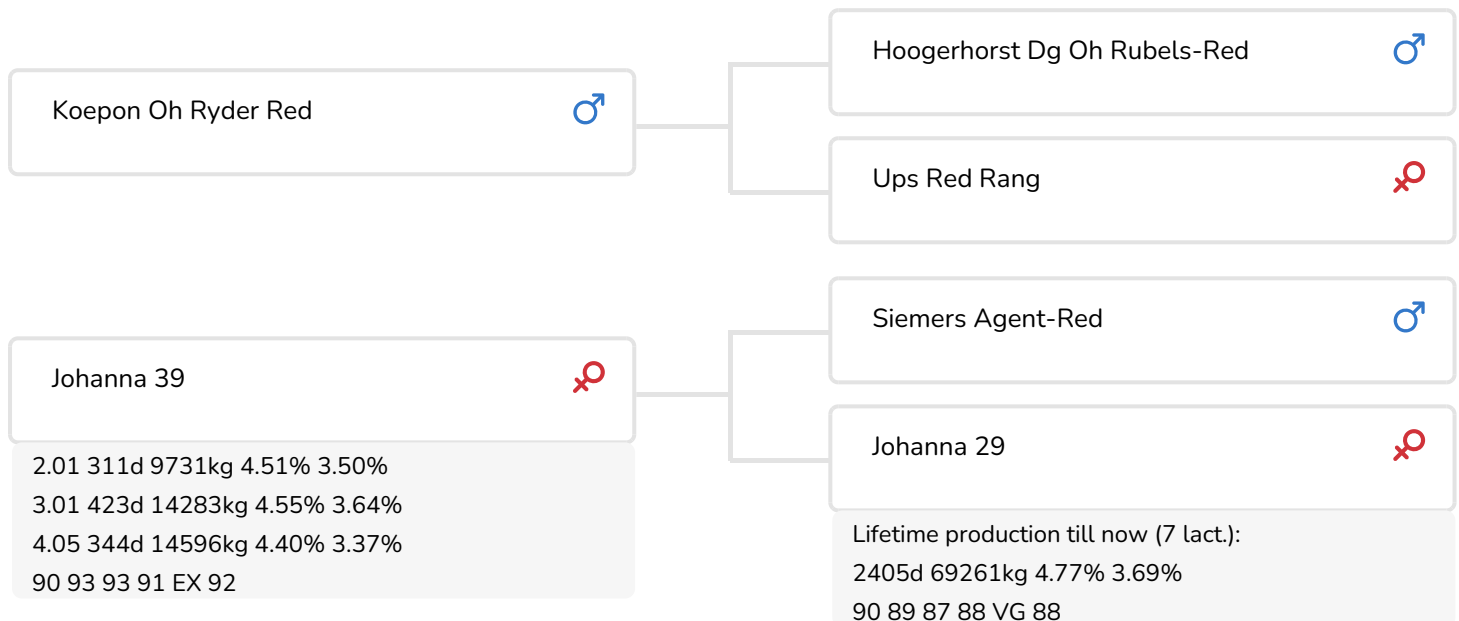 Koepon Oh Ryder Red
Hoogerhorst Dg Oh Rubels-Red
Ups Red Rang
Johanna 39
2.01 311d 9731kg 4.51% 3.50%
3.01 423d 14283kg 4.55% 3.64%
4.05 344d 14596kg 4.40% 3.37%
90 93 93 91 EX 92
Siemers Agent-Red
Johanna 29
Lifetime production till now (7 lact.):
2405d 69261kg 4.77% 3.69%
90 89 87 88 VG 88